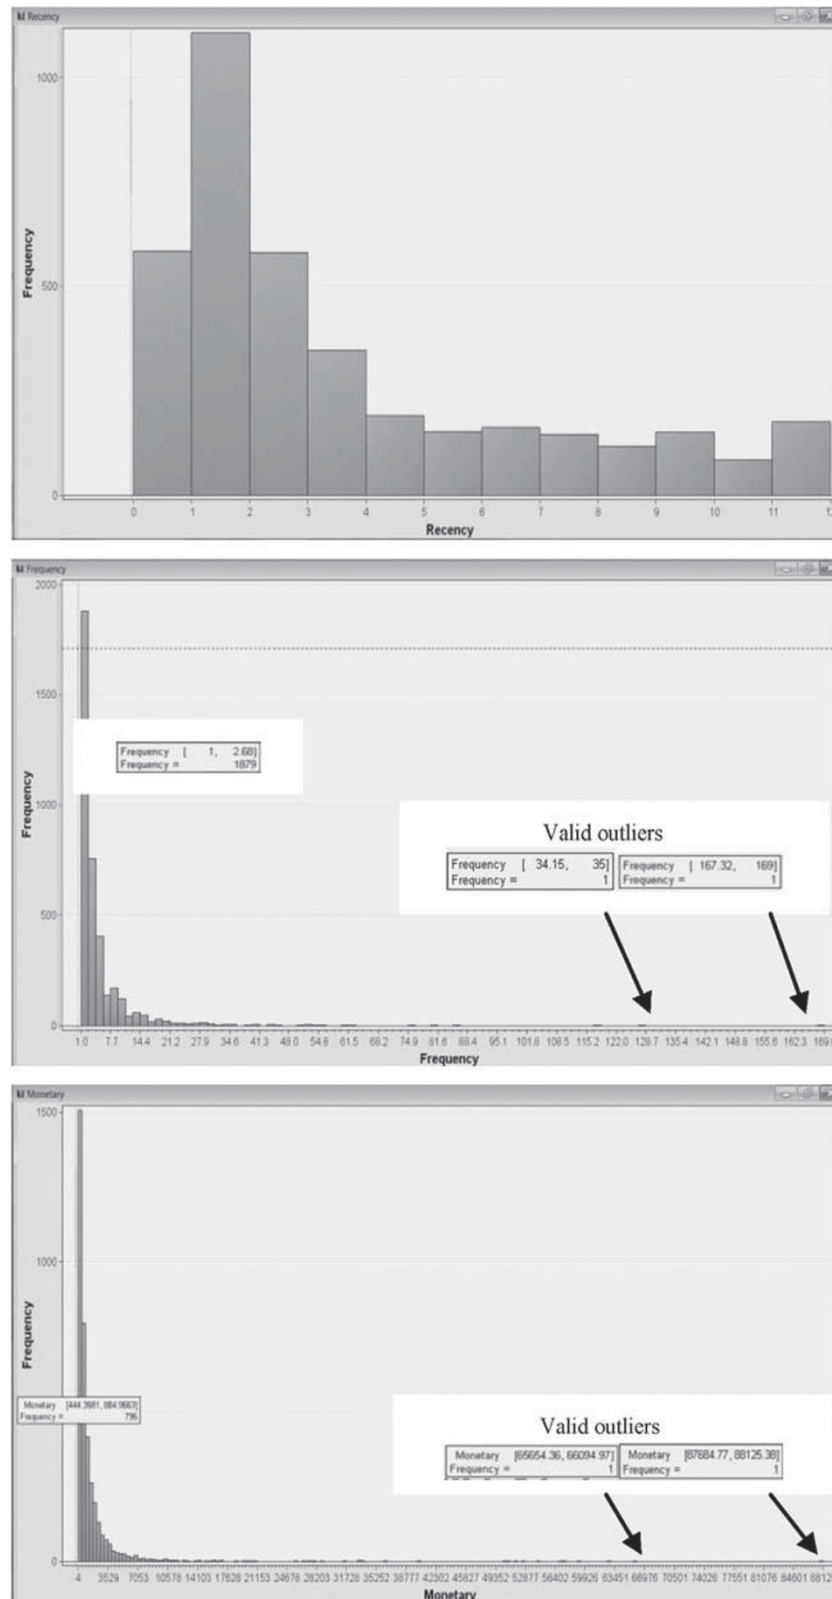 Recency
1000
500
0
Frequency
0 1 2 3 4 5 6 7 8 9 10 11
Recency
Frequency
2000
1500
1000
500
0
Frequency
Frequency [ 1, 2.68]
Frequency = 1879
Valid outliers
Frequency [ 34.15, 35] Frequency [ 167.32, 169]
Frequency = 1 Frequency = 1
1.0 7.7 14.4 21.2 27.9 34.6 41.3 48.0 54.8 61.5 68.2 74.9 81.6 88.4 95.1 101.8 108.5 115.2 122.0 128.7 135.4 142.1 148.8 155.6 162.3
Frequency
Monetary
1500
1000
0
Frequency
Monetary [444.3981, 884.9663]
Frequency = 796
Valid outliers
Monetary [65654.36, 66094.97] Monetary [87684.77, 88125.38]
Frequency = 1 Frequency = 1
4 3529 7053 10578 14103 17628 21153 24678 28203 31728 35252 38777 42302 45827 49352 52877 56402 59926 63451 66976 70501 74026 77551 81076 84601
Monetary